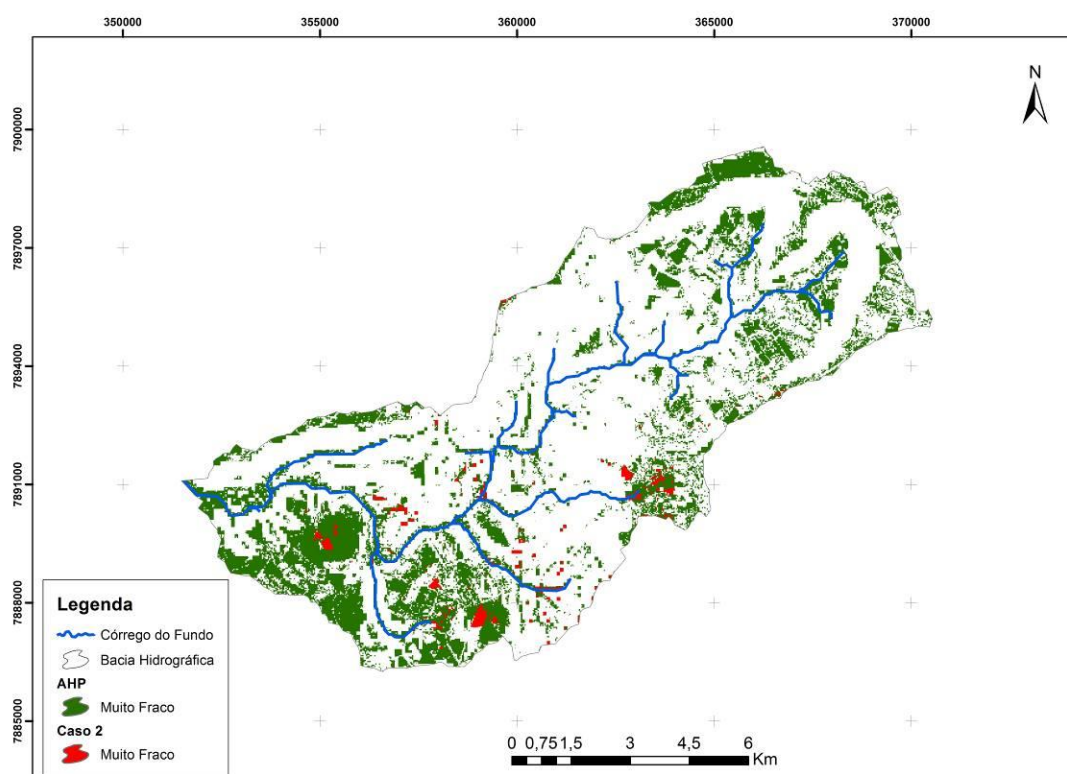 350000 355000 360000 365000 370000
N
7900000
7897000
7894000
7891000
7888000
7885000
Legenda
Córrego do Fundo
Bacia Hidrográfica
AHP
Muito Fraco
Caso 2
Muito Fraco
0 0,75 1,5 3 4,5 6
Km